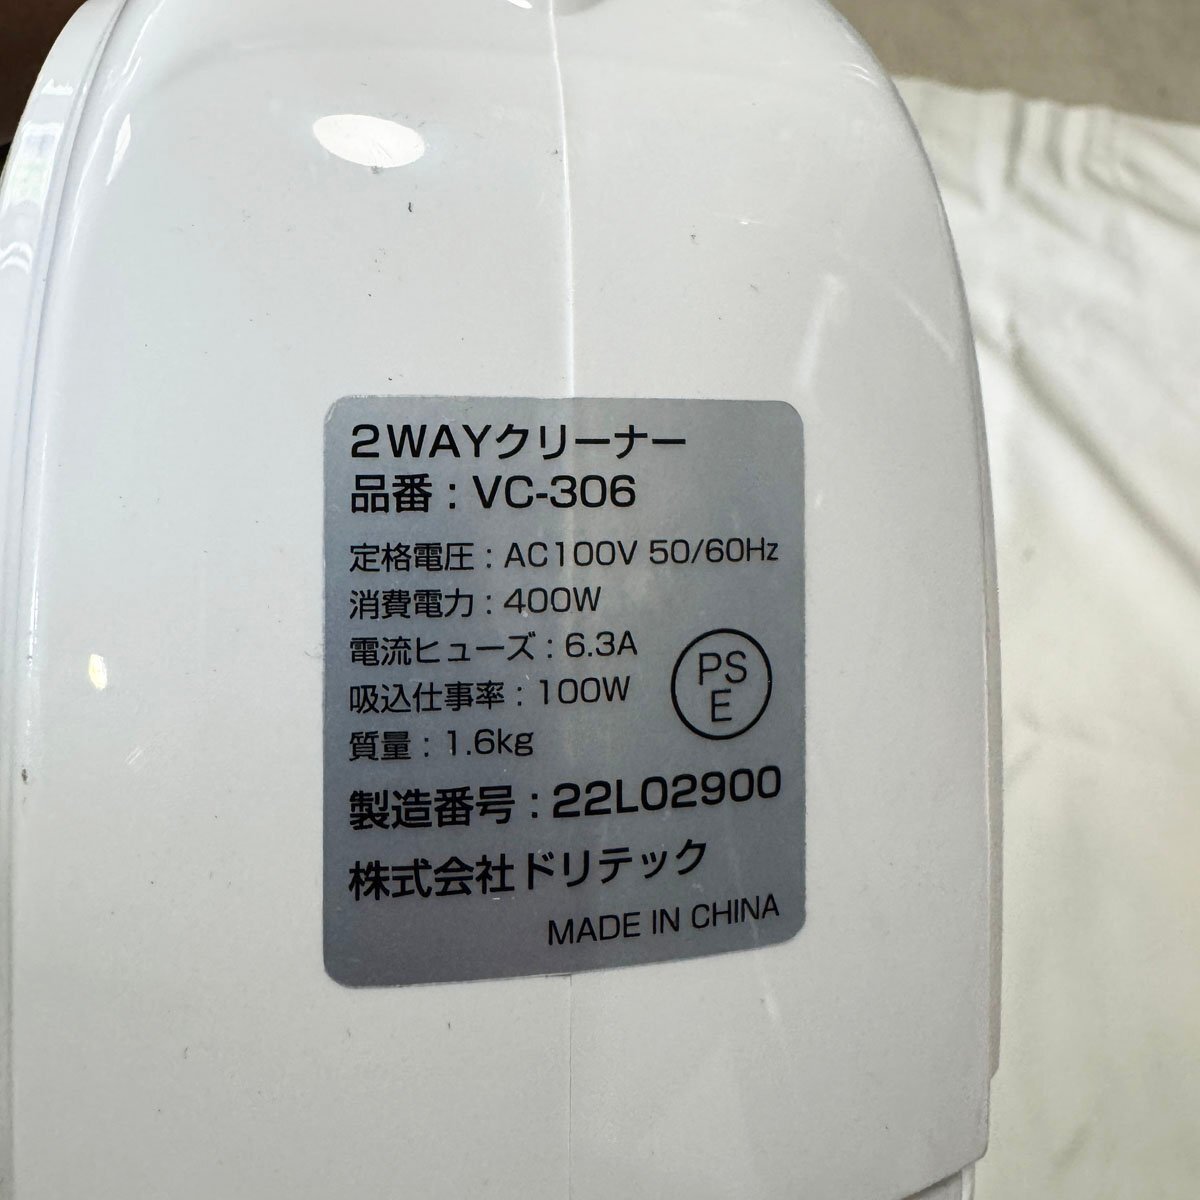 2WAYクリーナー
品番：VC-306
定格電圧：AC100V 50/60Hz
消費電力：400W
電流ヒューズ：6.3A
吸込仕事率：100W
PS
E
質量：1.6kg
製造番号：22L02900
株式会社ドリテック
MADE IN CHINA